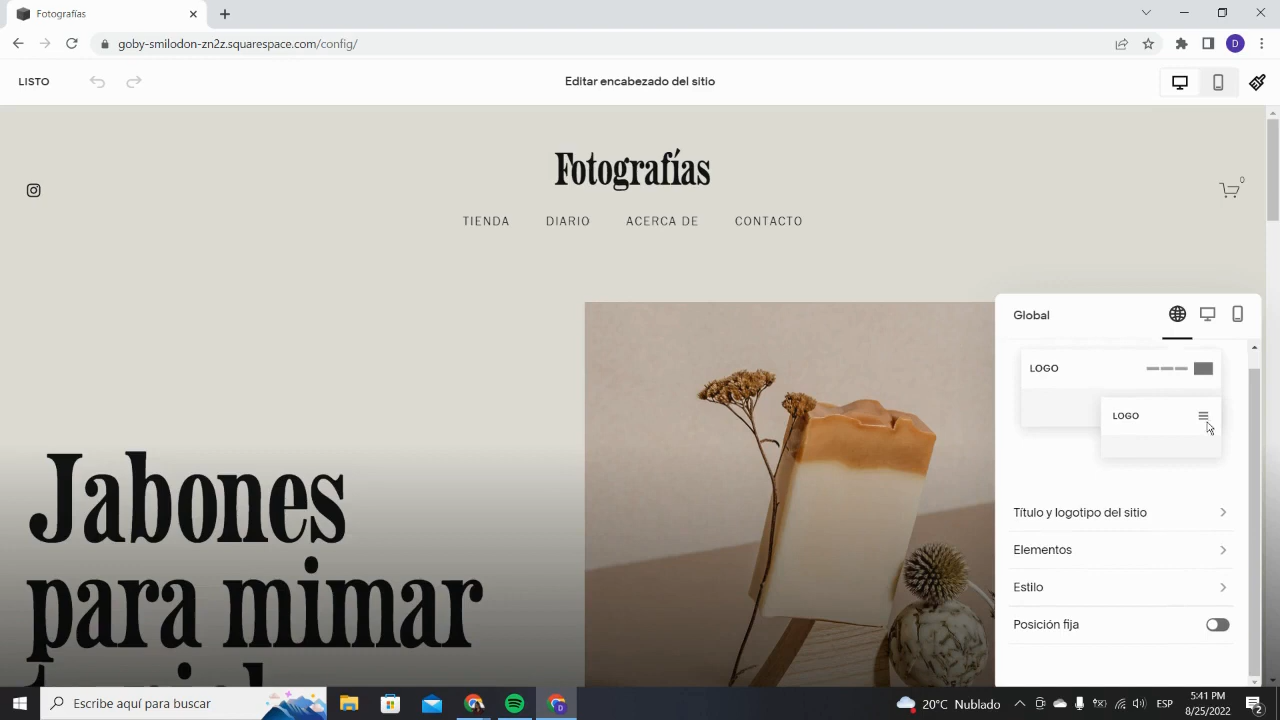 Fotografías
goby-smilodon-zn2z.squarespace.com/config/
D
LISTO
Editar encabezado del sitio
Fotografías
0
TIENDA DIARIO ACERCA DE CONTACTO
Jabones
para mimar
Global
LOGO
LOGO
Título y logotipo del sitio
Elementos
Estilo
Posición fija
Escribe aquí para buscar
D
20°C Nublado
ESP
5:41 PM
8/25/2022
2